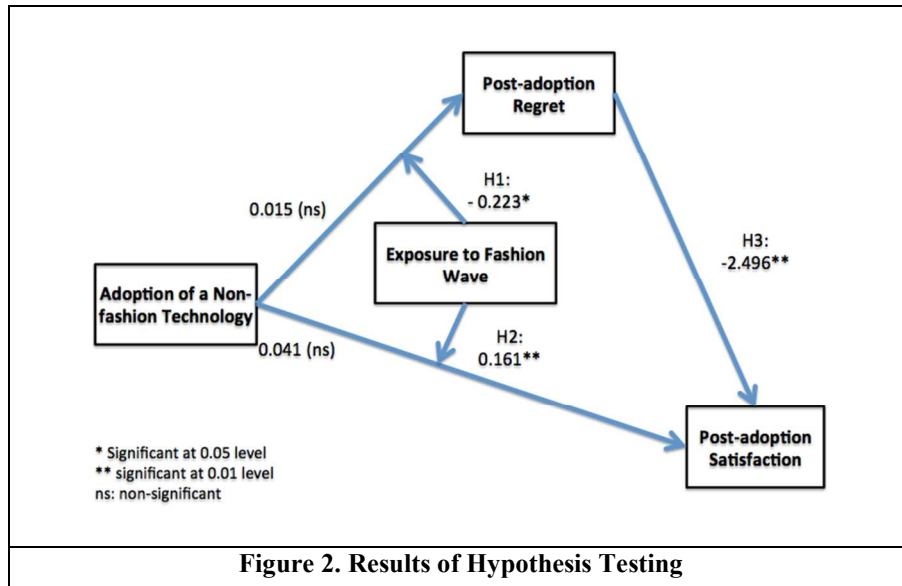 Post-adoption
Regret
H1:
- 0.223*
0.015 (ns)
Exposure to Fashion
Wave
H3:
-2.496**
Adoption of a Non-
fashion Technology
0.041 (ns)
H2:
0.161**
Post-adoption
Satisfaction
* Significant at 0.05 level
** significant at 0.01 level
ns: non-significant
Figure 2. Results of Hypothesis Testing